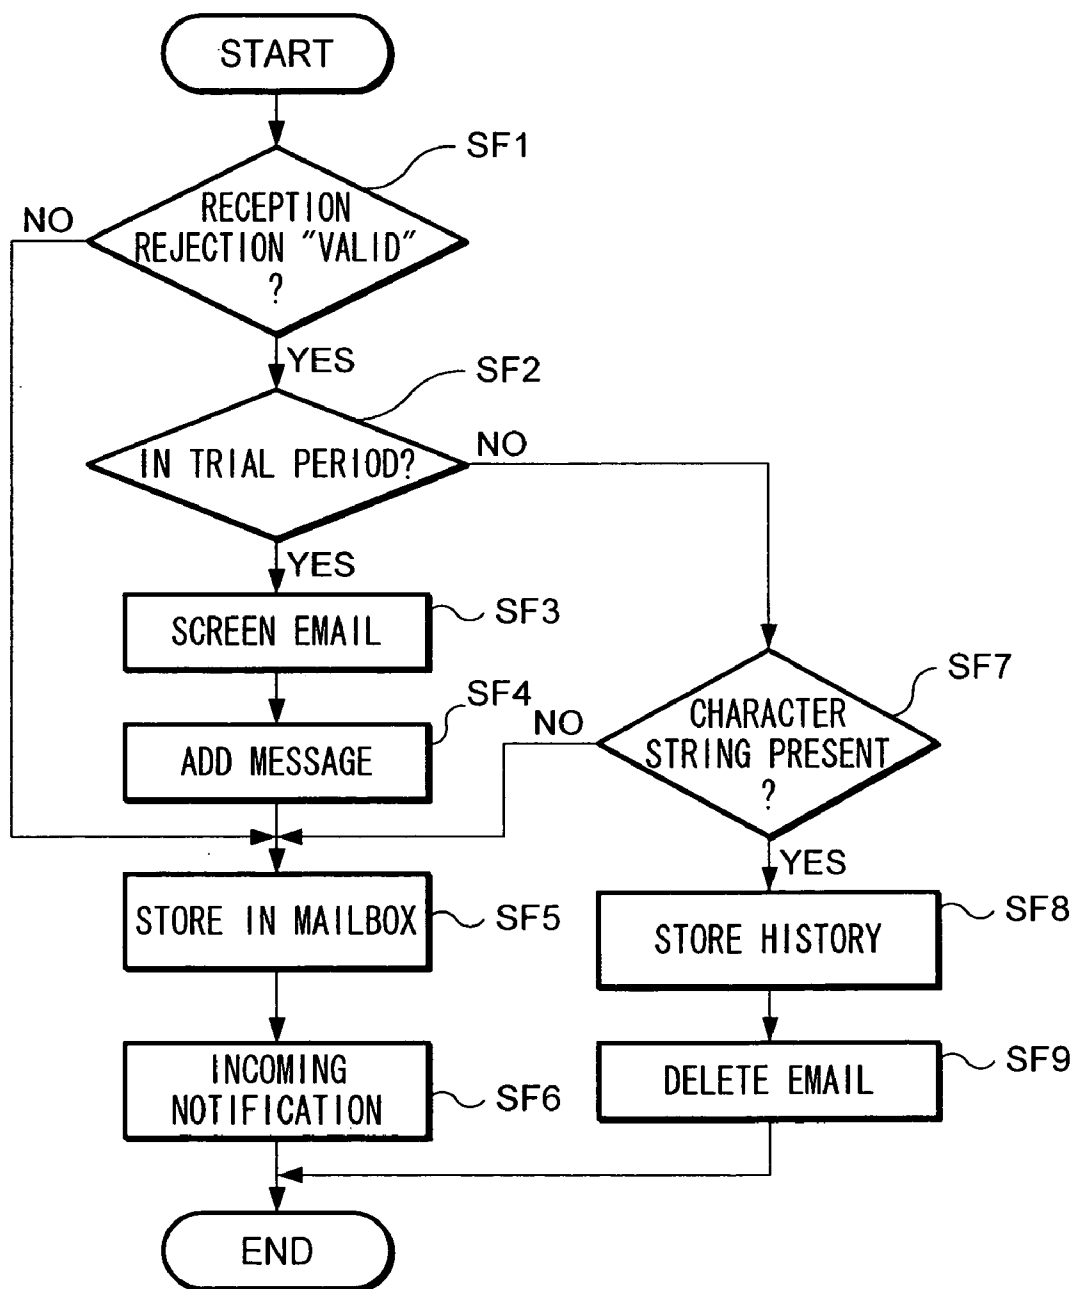 START
SF1
NO
RECEPTION
REJECTION "VALID"
?
YES
SF2
NO
IN TRIAL PERIOD?
YES
SCREEN EMAIL
SF3
SF4
ADD MESSAGE
SF7
NO
CHARACTER
STRING PRESENT
?
YES
STORE IN MAILBOX
SF5
STORE HISTORY
SF8
INCOMING
NOTIFICATION
SF6
DELETE EMAIL
SF9
END